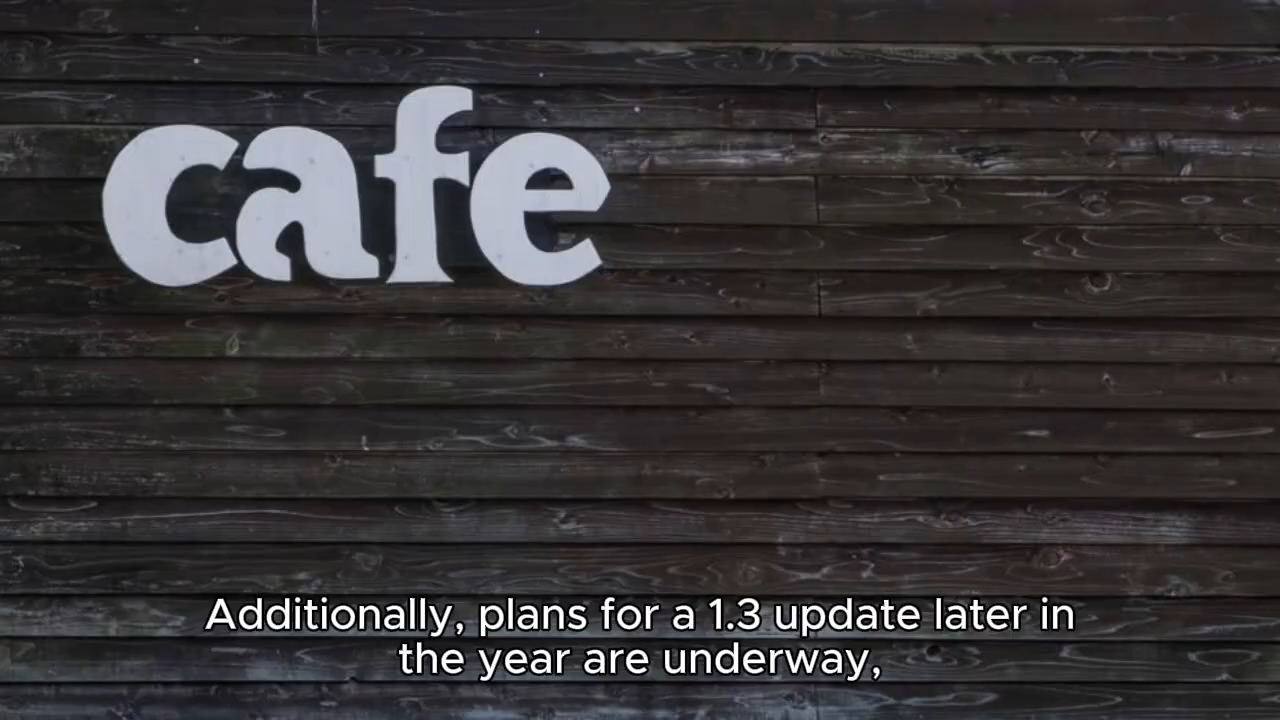 cafe
Additionally, plans for a 1.3 update later in
the year are underway,